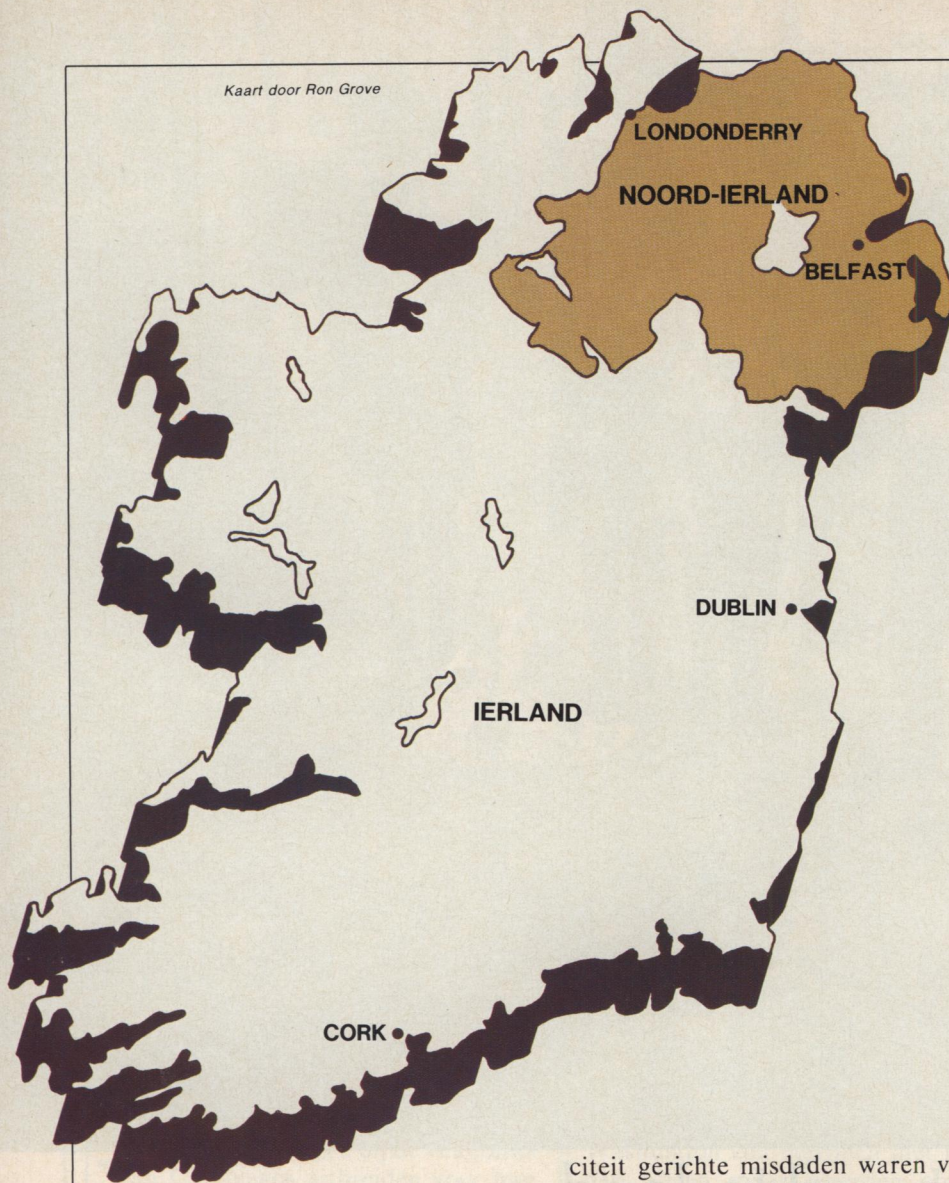 Kaart door Ron Grove
LONDONDERRY
NOORD-IERLAND
BELFAST
DUBLIN
IERLAND
CORK
citeit gerichte misdaden waren v